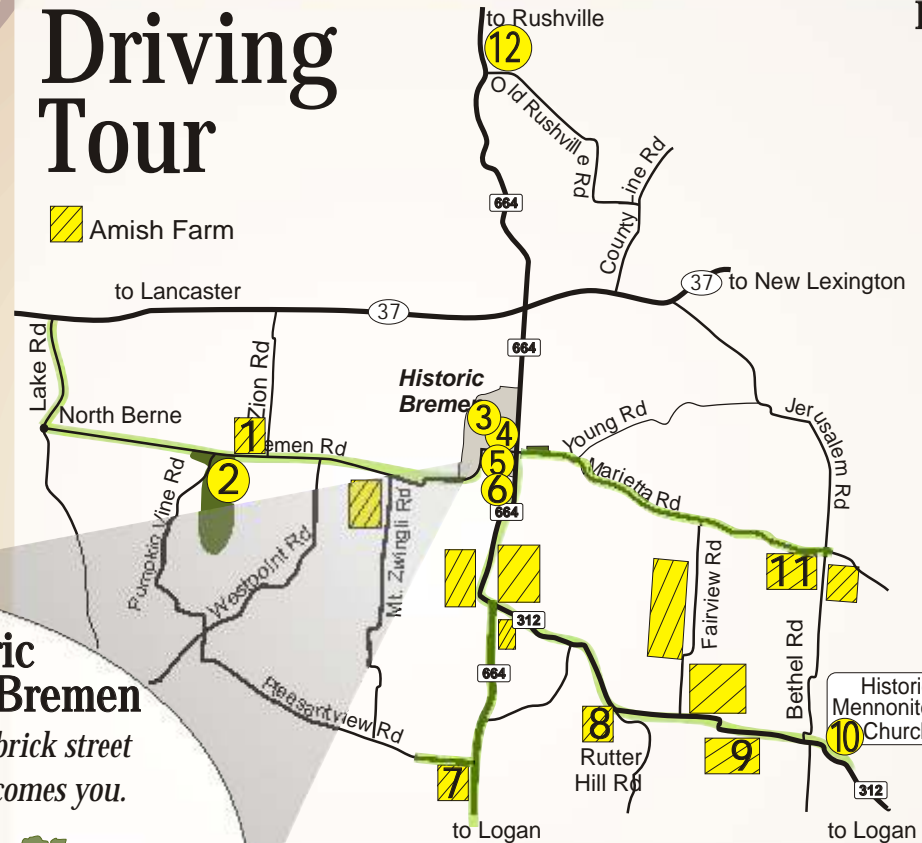 Driving
Tour
Amish Farm
to Rushville
12
Old Rushville Rd
County Line Rd
664
to Lancaster
37
37
to New Lexington
664
Lake Rd
Zion Rd
Historic
Bremen
3
4
5
6
North Berne
1
emen Rd
2
Young Rd
Jerusalem Rd
Marietta Rd
664
Pumpkin Vine Rd
Westpoint Rd
Mt. Zwingli Rd
Fairview Rd
11
312
Bethel Rd
ric
Bremen
brick street
comes you.
664
Pleasantview Rd
8
Rutter
Hill Rd
9
10
Histori
Mennonite
Church
7
312
to Logan
to Logan